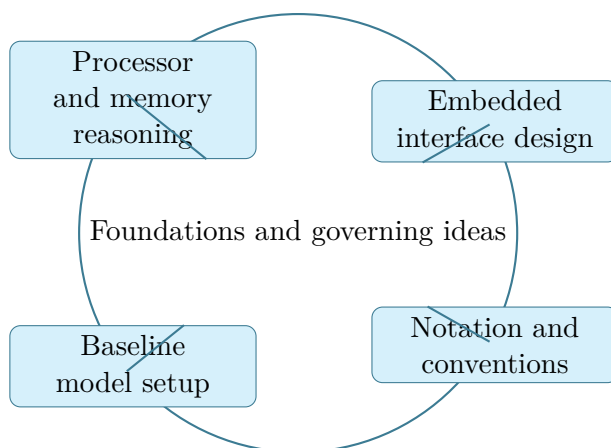 Processor
and memory
reasoning
Embedded
interface design
Foundations and governing ideas
Baseline
model setup
Notation and
conventions